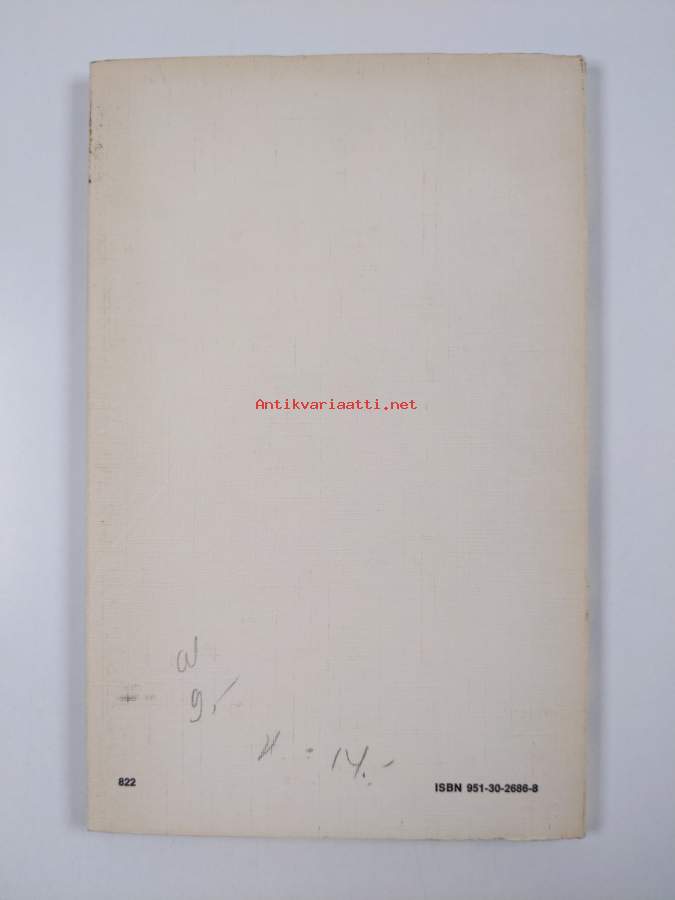 Antikvariaatti.net
a
9,-
= 14.-
822
ISBN 951-30-2686-8